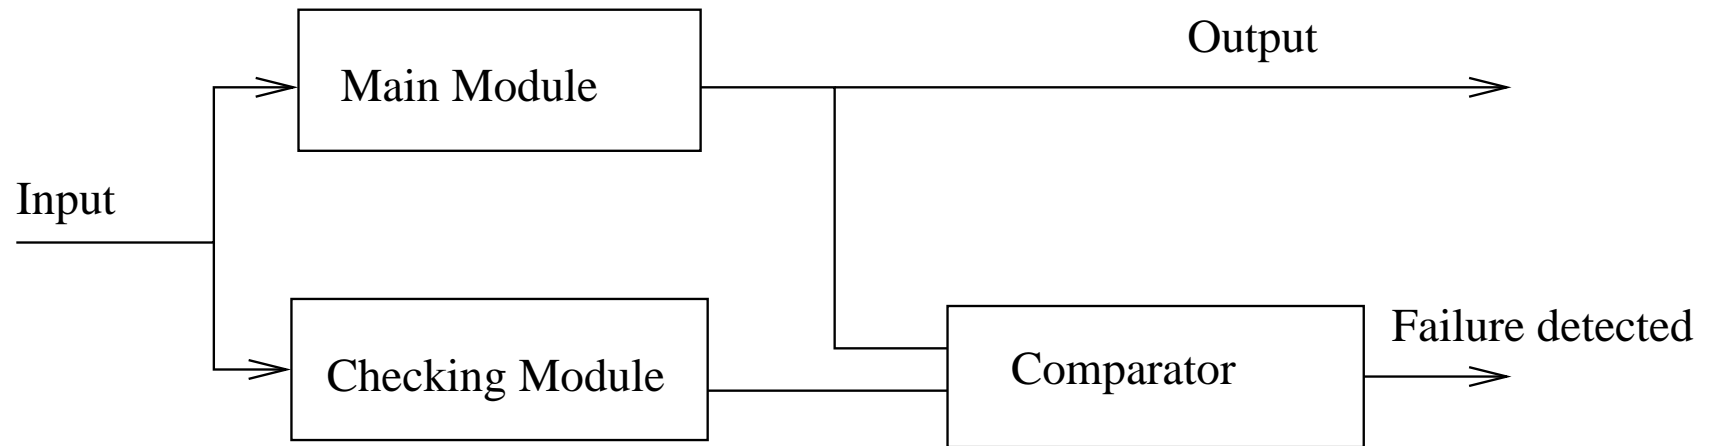 Output
Main Module
Input
Failure detected
Checking Module
Comparator